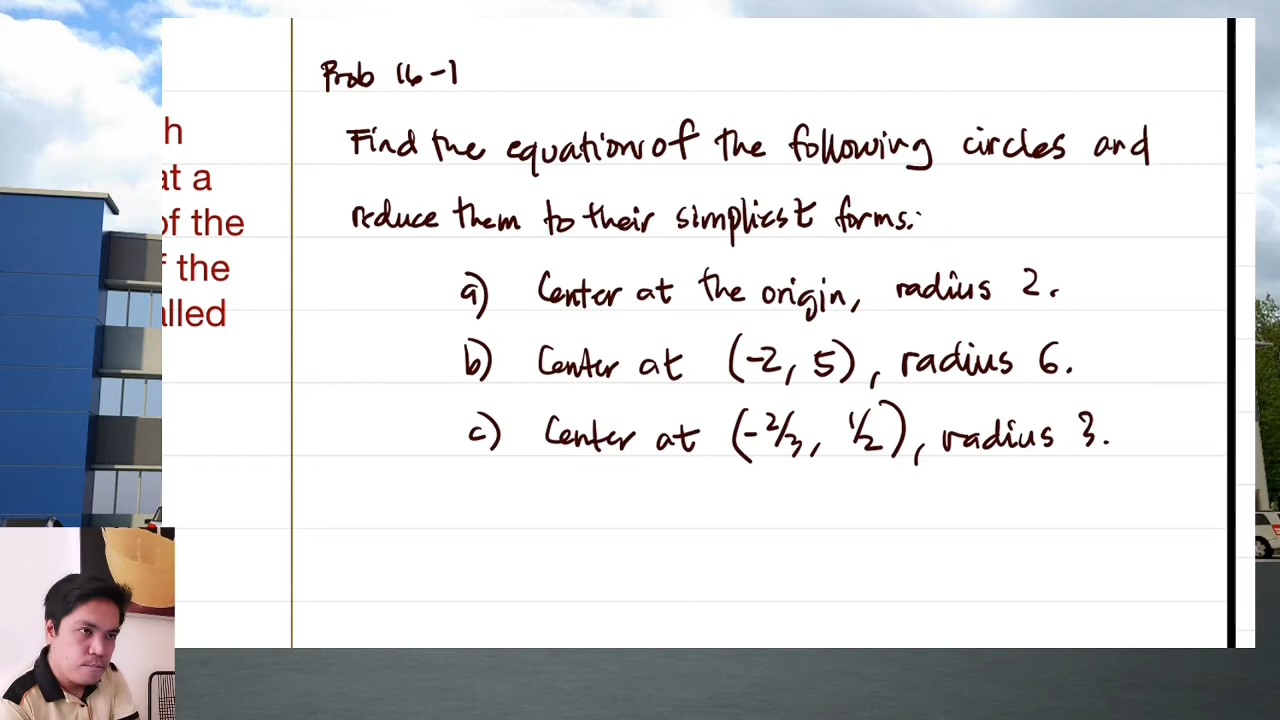 h
at a
of the
f the
alled
Prob 16-1
Find the equation of the following circles and
reduce them to their simplest forms:
a) Center at the origin, radius 2.
b) Center at (-2, 5), radius 6.
c) Center at (-2/3, 1/2), radius 3.